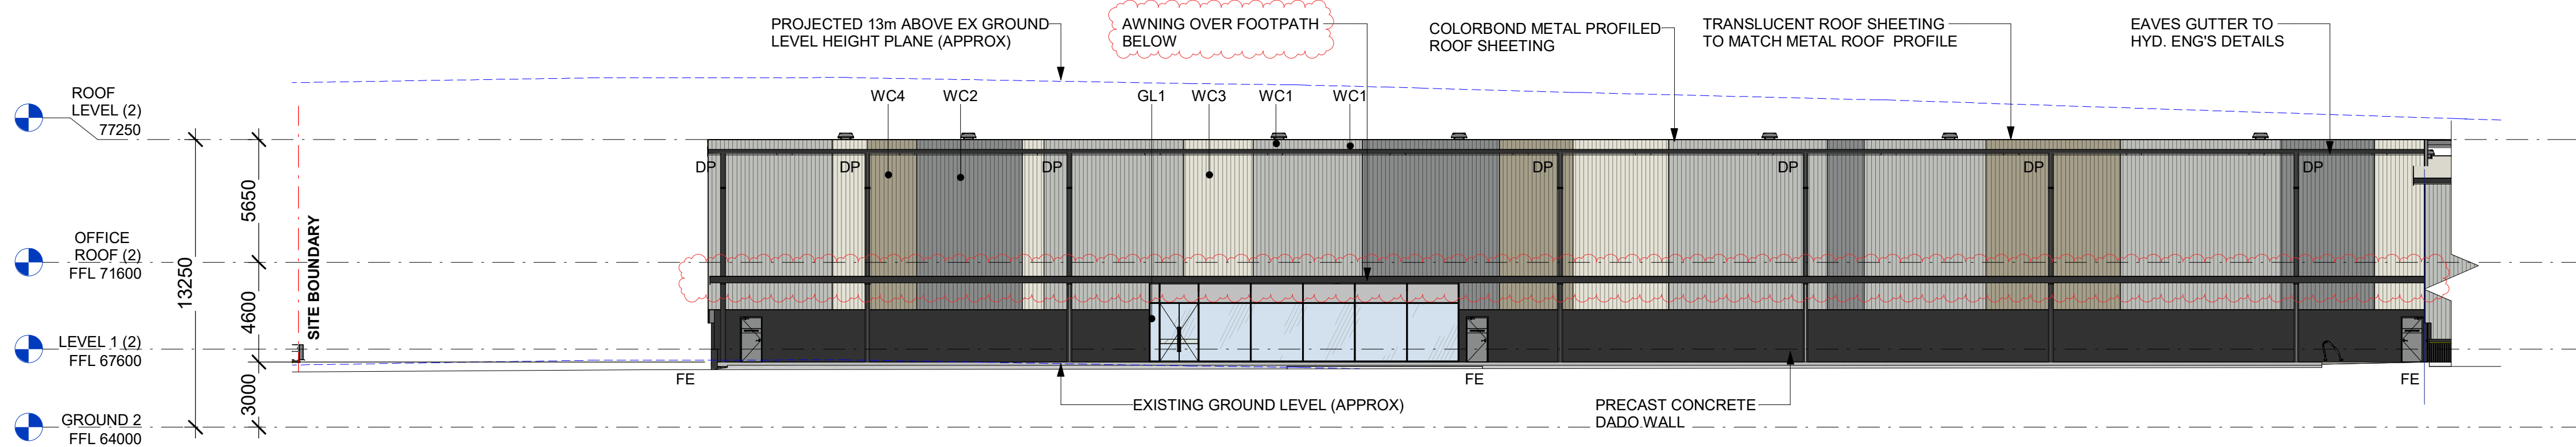 PROJECTED 13m ABOVE EX GROUND
LEVEL HEIGHT PLANE (APPROX)
AWNING OVER FOOTPATH
BELOW
COLORBOND METAL PROFILED
ROOF SHEETING
TRANSLUCENT ROOF SHEETING
TO MATCH METAL ROOF PROFILE
EAVES GUTTER TO
HYD. ENG'S DETAILS
ROOF
LEVEL (2)
77250
WC4
WC2
GL1
WC3
WC1
WC1
DP
DP
DP
DP
DP
DP
DP
5650
OFFICE
ROOF (2)
FFL 71600
13250
4600
SITE BOUNDARY
LEVEL 1 (2)
FFL 67600
FE
FE
FE
3000
EXISTING GROUND LEVEL (APPROX)
PRECAST CONCRETE
DADO WALL
GROUND 2
FFL 64000